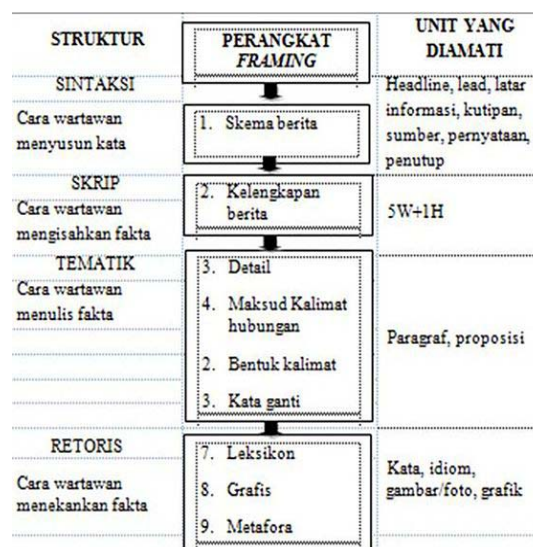 STRUKTUR
PERANGKAT
FRAMING
UNIT YANG
DIAMATI
SINTAKSI
Cara wartawan
menyusun kata
1. Skema berita
Headline, lead, latar
informasi, kutipan,
sumber, pernyataan,
penutup
SKRIP
Cara wartawan
mengisahkan fakta
2. Kelengkapan
berita
5W+1H
TEMATIK
Cara wartawan
menulis fakta
3. Detail
4. Maksud Kalimat
hubungan
2. Bentuk kalimat
3. Kata ganti
Paragraf, proposisi
RETORIS
Cara wartawan
menekankan fakta
7. Leksikon
8. Grafis
9. Metafora
Kata, idiom,
gambar/foto, grafik